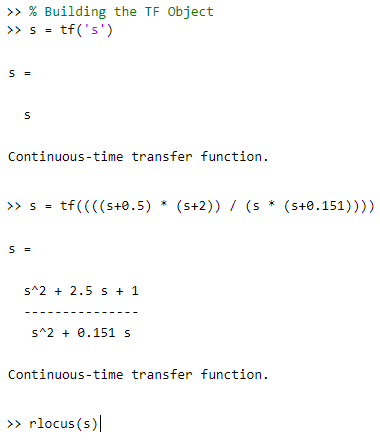 >> % Building the TF Object
>> s = tf('s')
s =
s
Continuous-time transfer function.
>> s = tf((((s+0.5) * (s+2)) / (s * (s+0.151))))
s =
s^2 + 2.5 s + 1
---------------
s^2 + 0.151 s
Continuous-time transfer function.
>> rlocus(s)